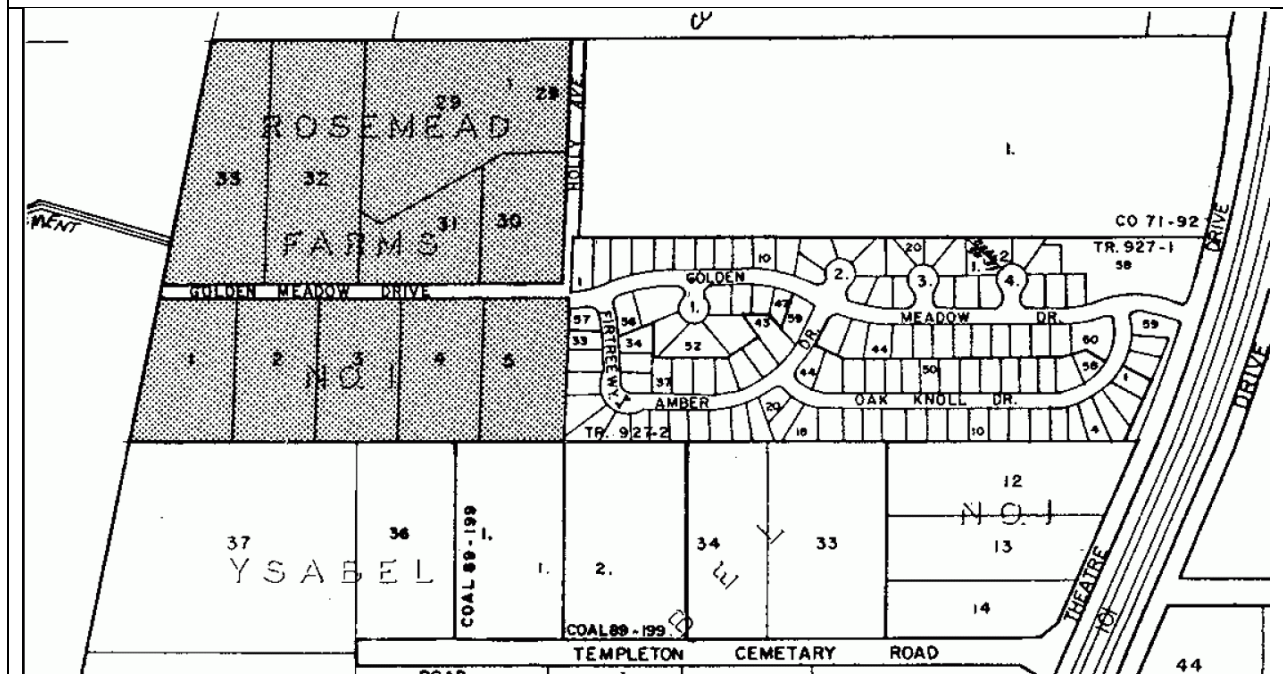 ROSEMEAD
FARMS
NO. 1
1
29
29
33
32
31
30
HOLLY AVE
1.
CO 71-92
TR. 927-1
58
DRIVE
MENT
GOLDEN MEADOW DRIVE
1
2
3
4
5
1
10
20
1.
2
GOLDEN
2.
3.
4.
1.
MEADOW DR.
57
56
33
34
FIRTREE WY.
52
43
47
59
DR.
44
44
50
60
58
59
1
37
AMBER
OAK KNOLL DR.
20
18
10
4
TR. 927-2
DRIVE
37
36
COAL 89-199
1.
1.
2.
34
33
12
NO. 1
13
14
YSABEL
B
E
L
COAL 89-199
THEATRE
101
TEMPLETON CEMETARY ROAD
ROAD
44